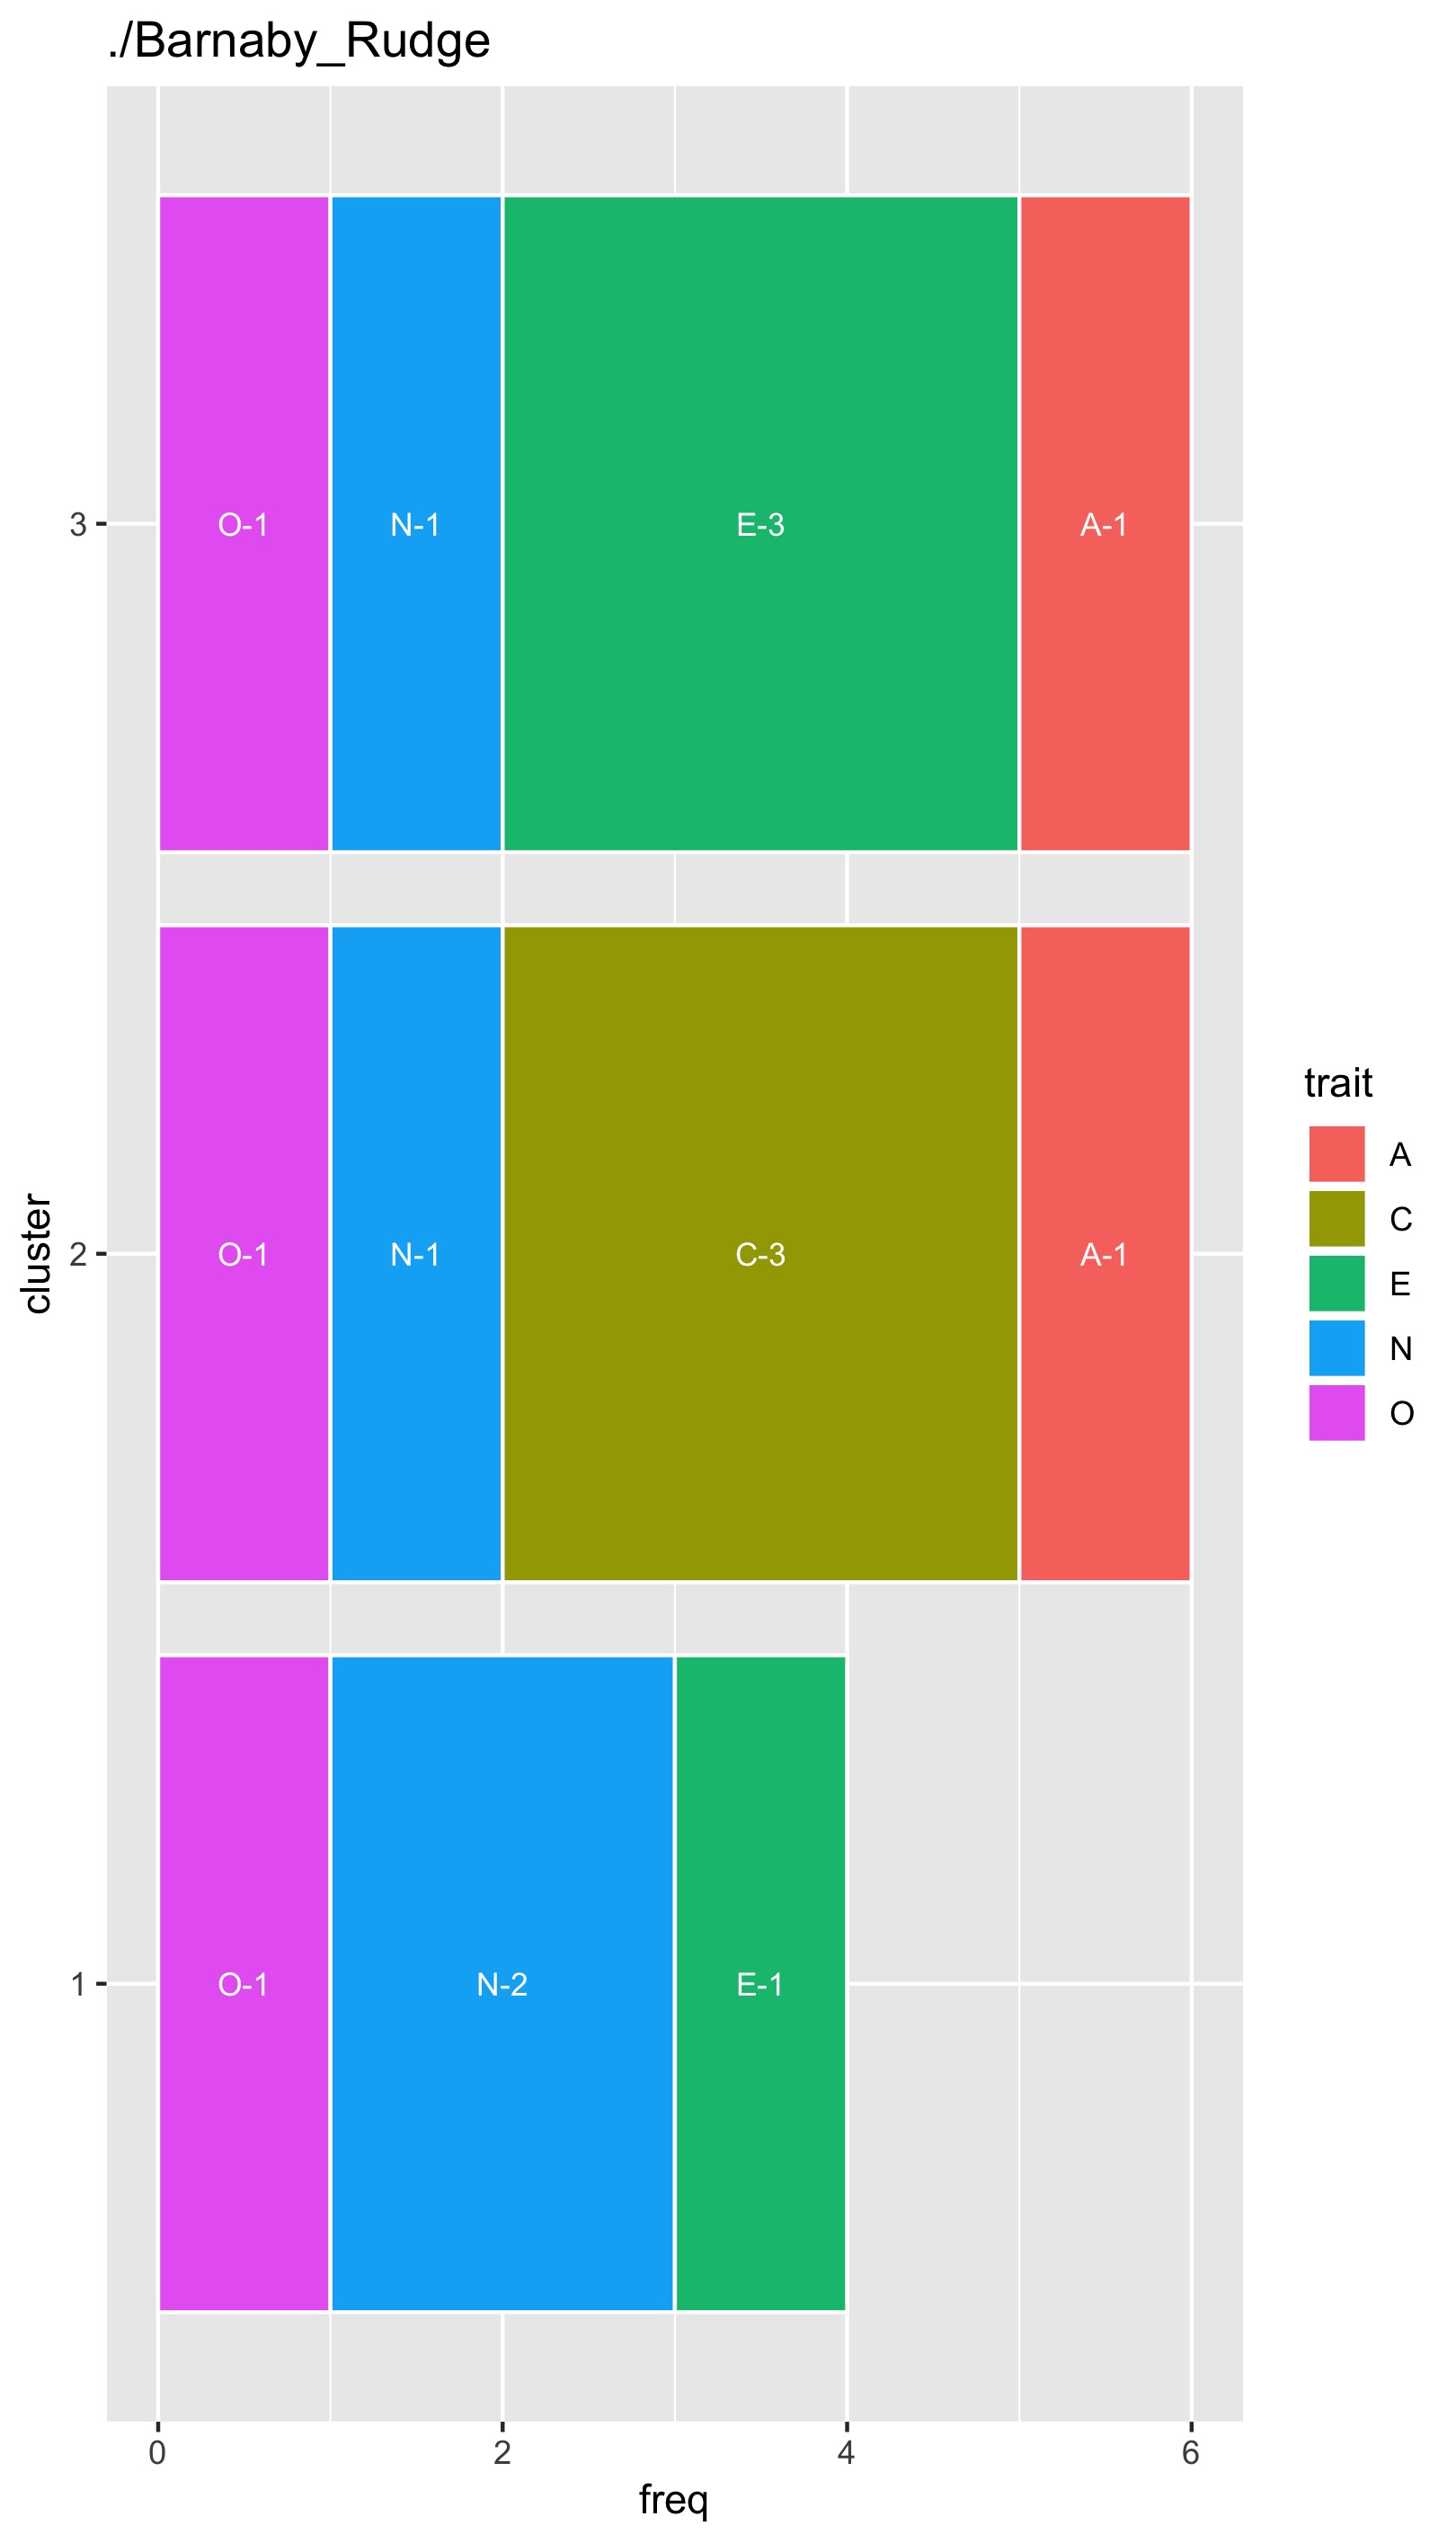 ./Barnaby_Rudge
3
O-1 N-1 E-3 A-1
cluster
2
O-1 N-1 C-3 A-1
1
O-1 N-2 E-1
0 2 4 6
freq
trait
A
C
E
N
O